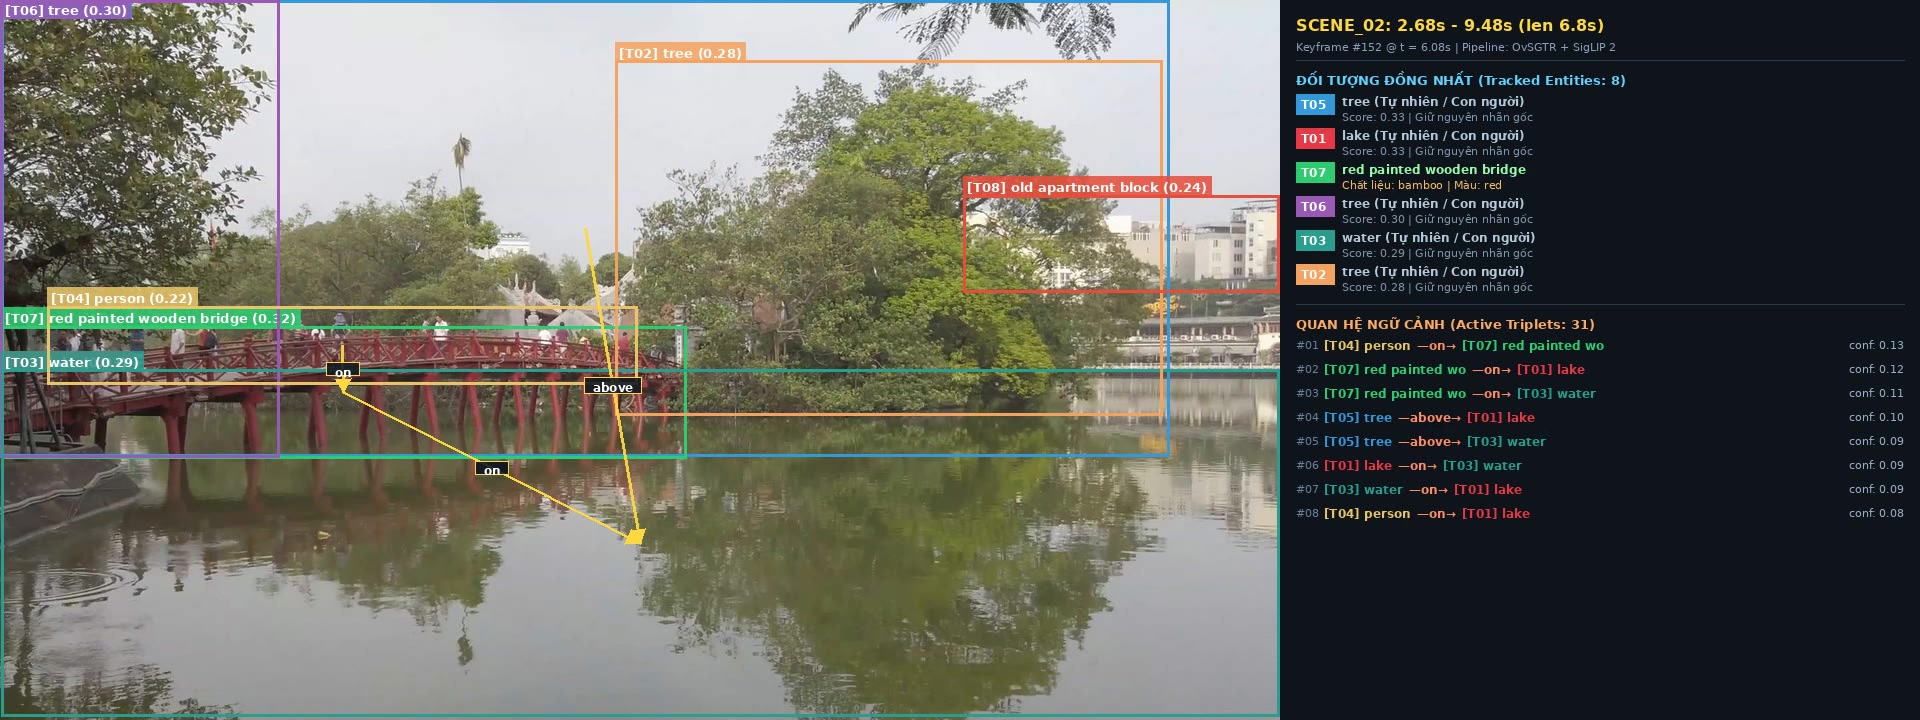 [T06] tree (0.30)
[T02] tree (0.28)
[T08] old apartment block (0.24)
[T04] person (0.22)
[T07] red painted wooden bridge (0.32)
[T03] water (0.29)
on
above
on
SCENE_02: 2.68s - 9.48s (len 6.8s)
Keyframe #152 @ t = 6.08s | Pipeline: OvSGTR + SigLIP 2
ĐỐI TƯỢNG ĐỒNG NHẤT (Tracked Entities: 8)
T05 tree (Tự nhiên / Con người)
Score: 0.33 | Giữ nguyên nhãn gốc
T01 lake (Tự nhiên / Con người)
Score: 0.33 | Giữ nguyên nhãn gốc
T07 red painted wooden bridge
Chất liệu: bamboo | Màu: red
T06 tree (Tự nhiên / Con người)
Score: 0.30 | Giữ nguyên nhãn gốc
T03 water (Tự nhiên / Con người)
Score: 0.29 | Giữ nguyên nhãn gốc
T02 tree (Tự nhiên / Con người)
Score: 0.28 | Giữ nguyên nhãn gốc
QUAN HỆ NGỮ CẢNH (Active Triplets: 31)
#01 [T04] person —on→ [T07] red painted wo conf: 0.13
#02 [T07] red painted wo —on→ [T01] lake conf: 0.12
#03 [T07] red painted wo —on→ [T03] water conf: 0.11
#04 [T05] tree —above→ [T01] lake conf: 0.10
#05 [T05] tree —above→ [T03] water conf: 0.09
#06 [T01] lake —on→ [T03] water conf: 0.09
#07 [T03] water —on→ [T01] lake conf: 0.09
#08 [T04] person —on→ [T01] lake conf: 0.08